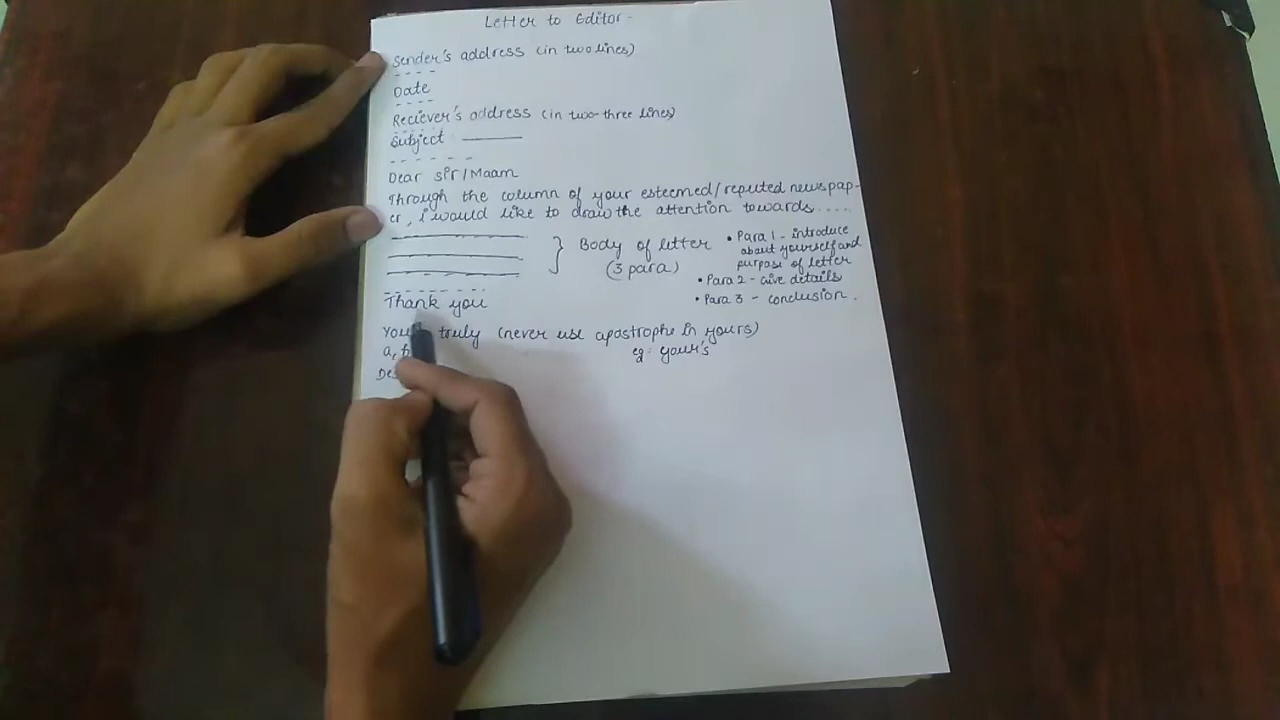 Letter to Editor -
Sender's address (in two lines)
Date
Reciever's address (in two-three lines)
Subject
Dear sir/Maam
Through the column of your esteemed/reputed newspap-
er, i would like to draw the attention towards.....
Body of letter
(3 para)
• Para 1 - introduce
about yourself and
purpose of letter
• Para 2 - Give details
• Para 3 - conclusion.
Thank you
truly (never use apastrophe in yours)
eg: your's